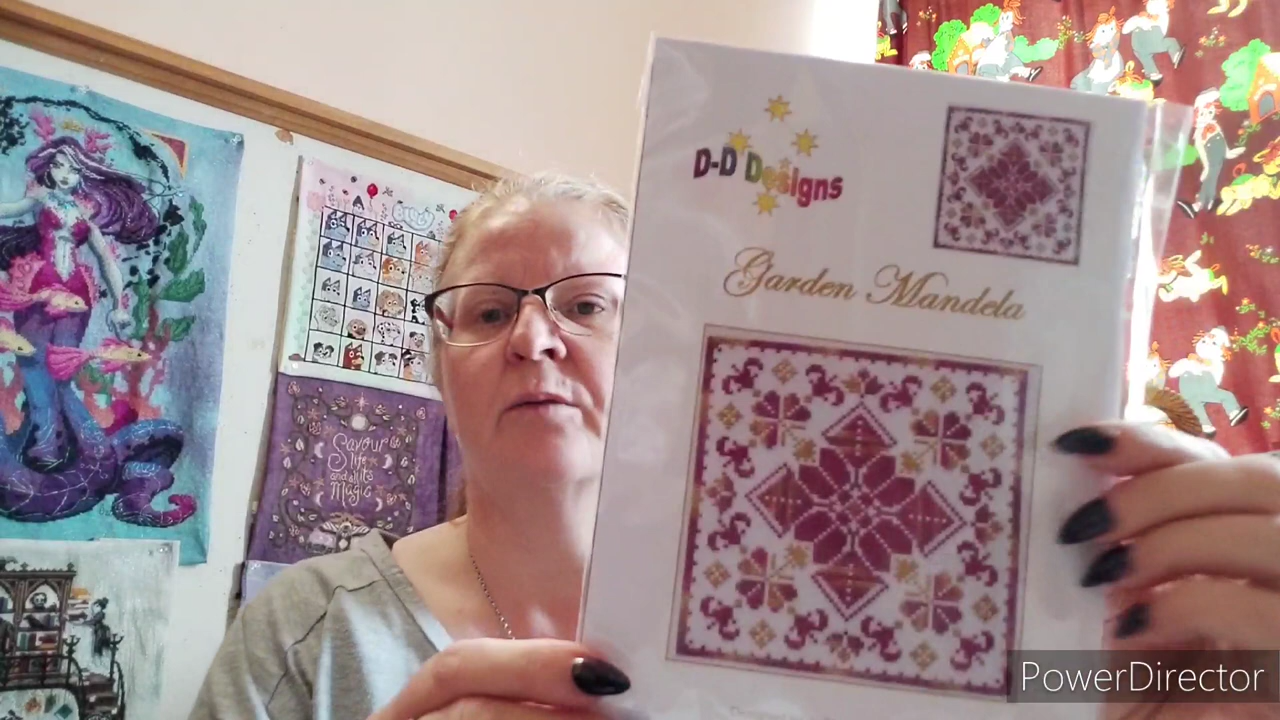 D-D Designs
Garden Mandela
Savour
life
and all its
Magic
PowerDirector